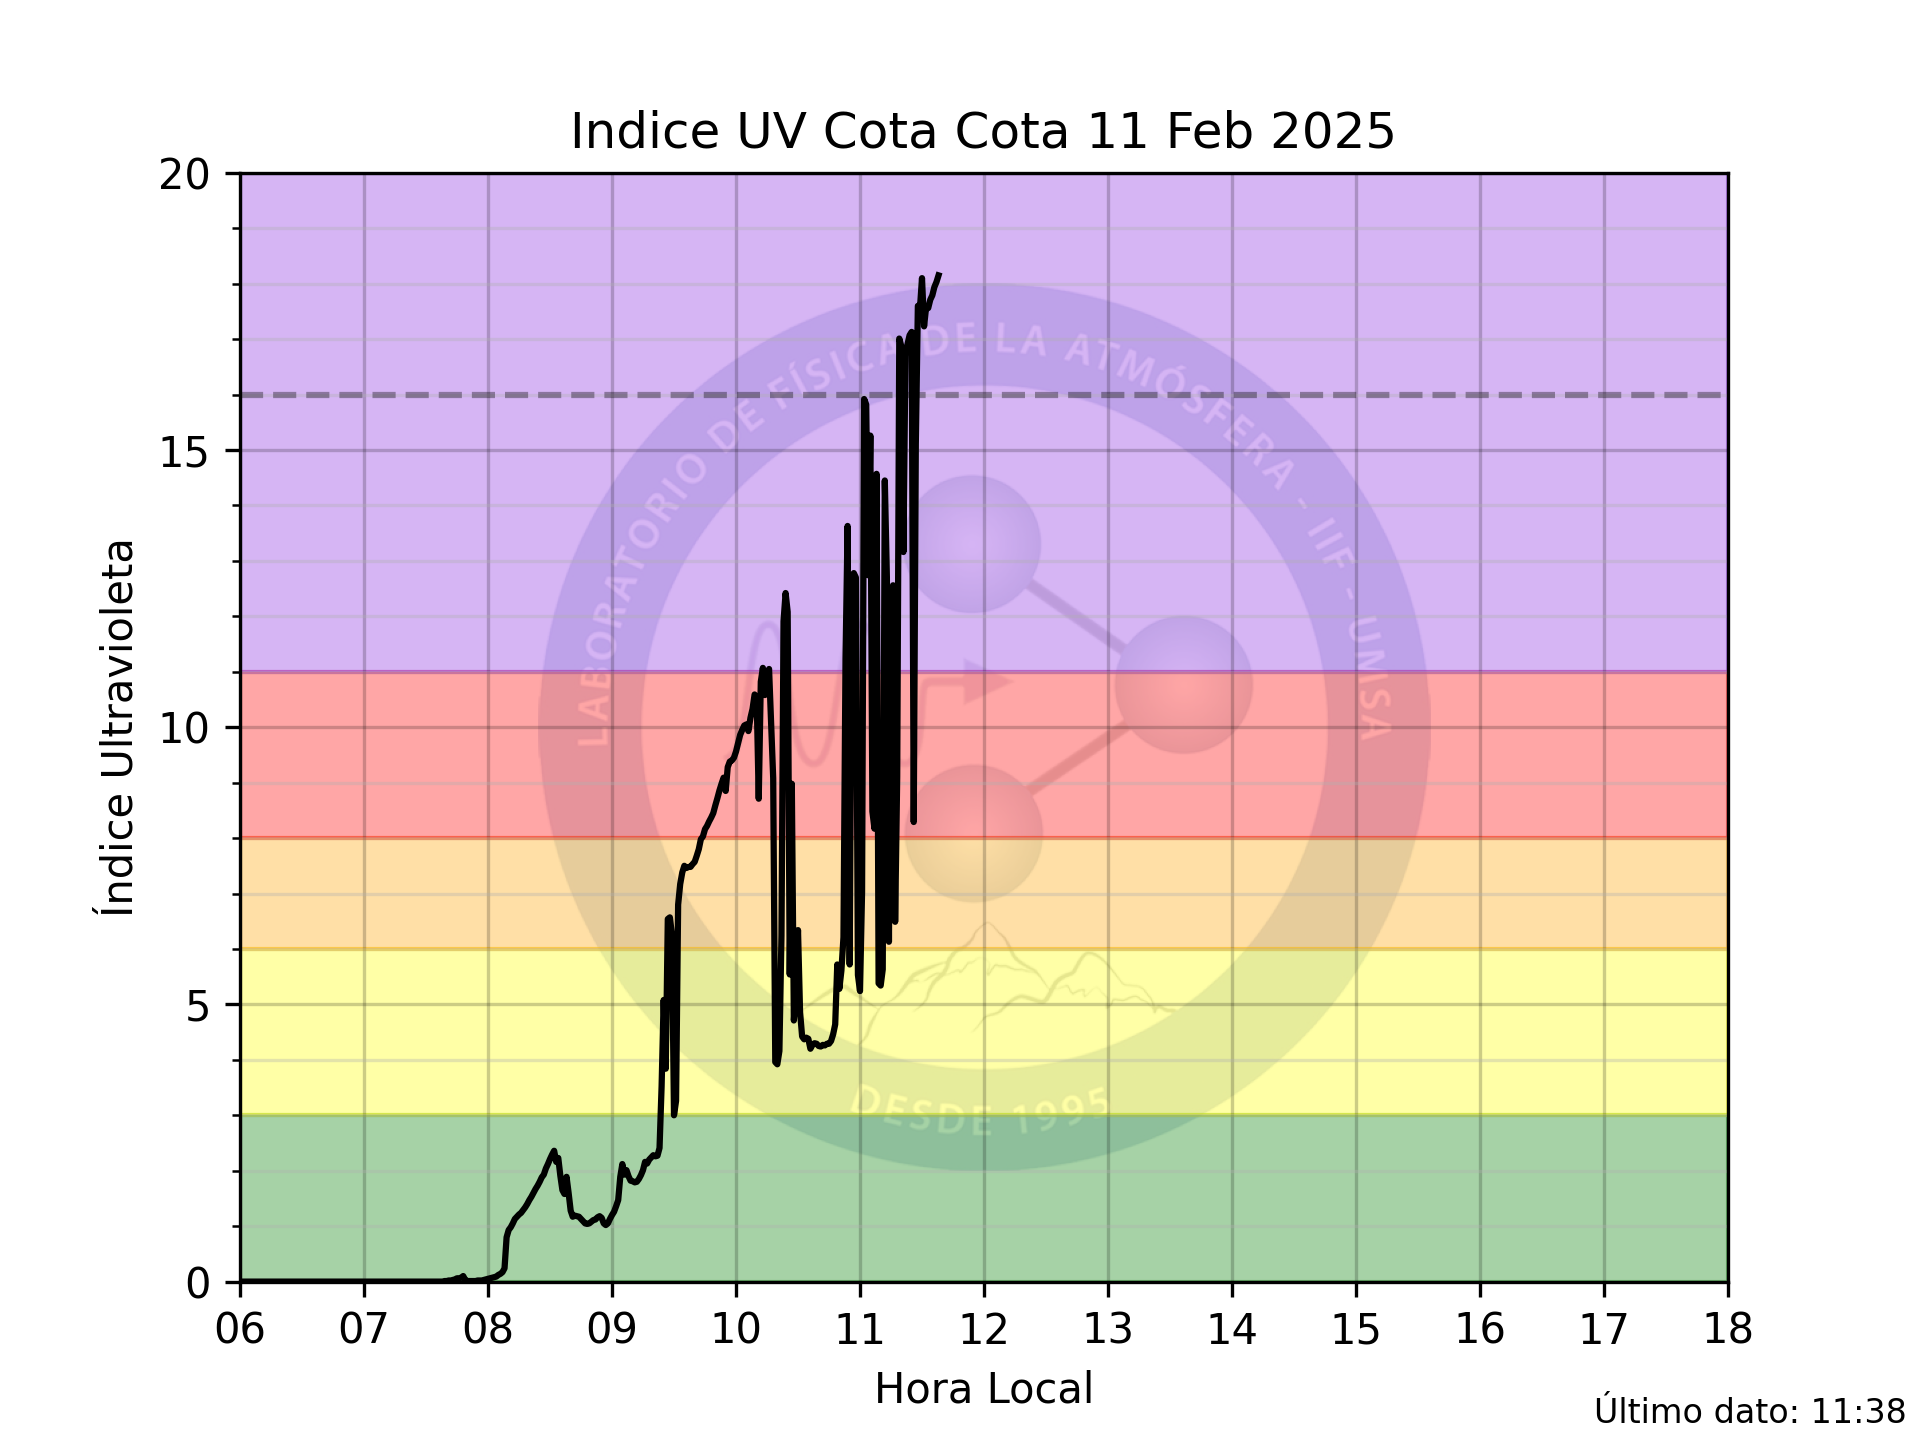 Indice UV Cota Cota 11 Feb 2025
20
15
10
5
0
Índice Ultravioleta
LABORATORIO DE FÍSICA DE LA ATMÓSFERA - IIF - UMSA
DESDE 1995
06 07 08 09 10 11 12 13 14 15 16 17 18
Hora Local
Último dato: 11:38